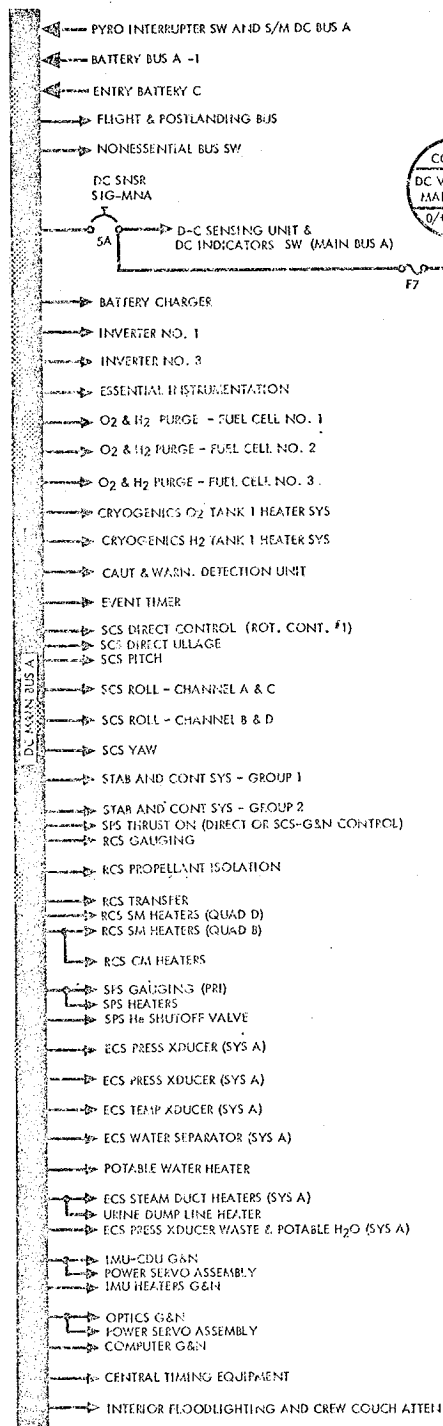 PYRO INTERRUPTER SW AND S/M DC BUS A
BATTERY BUS A -1
ENTRY BATTERY C
FLIGHT & POSTLANDING BUS
NONESSENTIAL BUS SW
DC SNSR
SIG-MNA
5A
D-C SENSING UNIT &
DC INDICATORS SW (MAIN BUS A)
DC
F7
BATTERY CHARGER
INVERTER NO. 1
INVERTER NO. 3
ESSENTIAL INSTRUMENTATION
O2 & H2 PURGE - FUEL CELL NO. 1
O2 & H2 PURGE - FUEL CELL NO. 2
O2 & H2 PURGE - FUEL CELL NO. 3
CRYOGENICS O2 TANK 1 HEATER SYS
CRYOGENICS H2 TANK 1 HEATER SYS
CAUT & WARN. DETECTION UNIT
EVENT TIMER
SCS DIRECT CONTROL (ROT. CONT. #1)
SCS DIRECT ULLAGE
SCS PITCH
DC MAIN BUS A
SCS ROLL - CHANNEL A & C
SCS ROLL - CHANNEL B & D
SCS YAW
STAB AND CONT SYS - GROUP 1
STAB AND CONT SYS - GROUP 2
SPS THRUST ON (DIRECT OR SCS-G&N CONTROL)
RCS GAUGING
RCS PROPELLANT ISOLATION
RCS TRANSFER
RCS SM HEATERS (QUAD D)
RCS SM HEATERS (QUAD B)
RCS CM HEATERS
SPS GAUGING (PRI)
SPS HEATERS
SPS He SHUTOFF VALVE
ECS PRESS XDUCER (SYS A)
ECS PRESS XDUCER (SYS A)
ECS TEMP XDUCER (SYS A)
ECS WATER SEPARATOR (SYS A)
POTABLE WATER HEATER
ECS STEAM DUCT HEATERS (SYS A)
URINE DUMP LINE HEATER
ECS PRESS XDUCER WASTE & POTABLE H2O (SYS A)
IMU-CDU G&N
POWER SERVO ASSEMBLY
IMU HEATERS G&N
OPTICS G&N
POWER SERVO ASSEMBLY
COMPUTER G&N
CENTRAL TIMING EQUIPMENT
INTERIOR FLOODLIGHTING AND CREW COUCH ATTEN